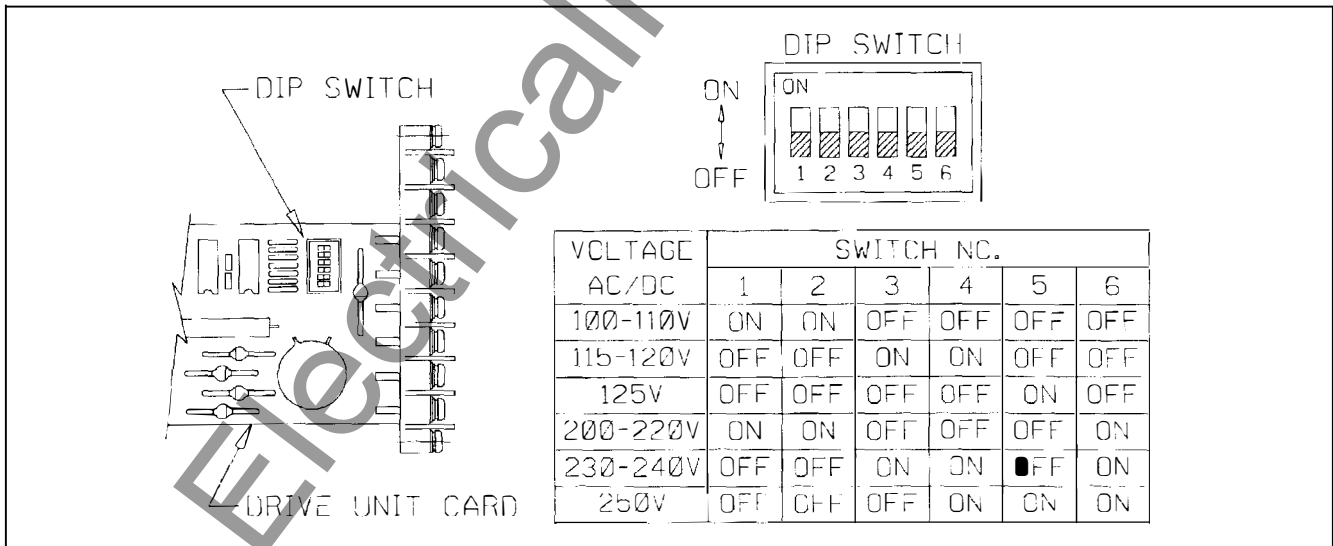 DIP SWITCH
DIP SWITCH
ON
ON
OFF
1 2 3 4 5 6
VOLTAGE AC/DC SWITCH NO.
1 2 3 4 5 6
100-110V ON ON OFF OFF OFF OFF
115-120V OFF OFF ON ON OFF OFF
125V OFF OFF OFF OFF ON OFF
200-220V ON ON OFF OFF OFF ON
230-240V OFF OFF ON ON OFF ON
250V OFF OFF OFF ON ON ON
DRIVE UNIT CARD
Electrical